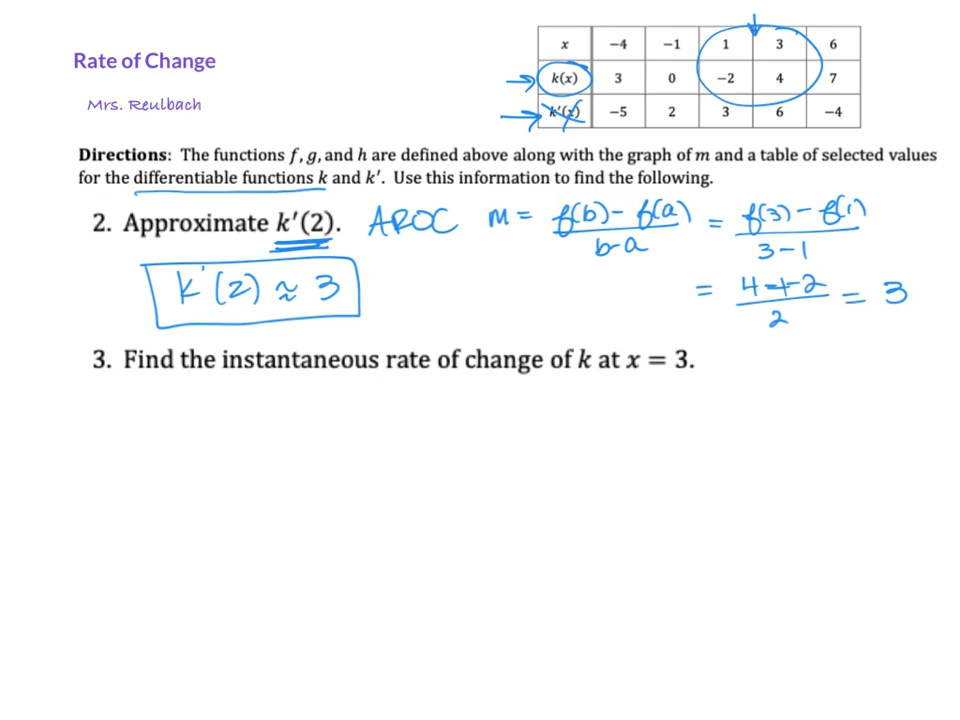 Rate of Change
Mrs. Reulbach
x −4 −1 1 3 6
k(x) 3 0 −2 4 7
k'(x) −5 2 3 6 −4
Directions: The functions f, g, and h are defined above along with the graph of m and a table of selected values
for the differentiable functions k and k'. Use this information to find the following.
2. Approximate k'(2). AROC m = f(b) - f(a) / b-a = f(3) - f(1) / 3-1
k'(2) ≈ 3
= 4 - -2 / 2 = 3
3. Find the instantaneous rate of change of k at x = 3.